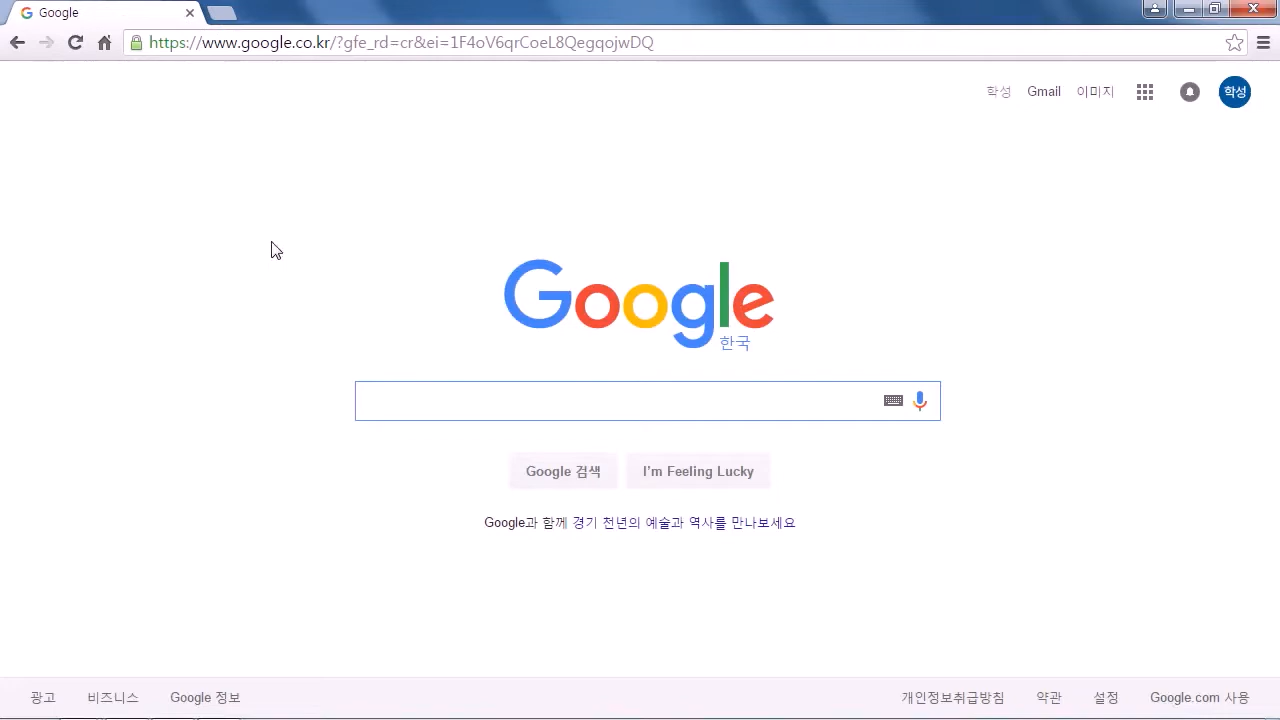 Google
https://www.google.co.kr/?gfe_rd=cr&ei=1F4oV6qrCoeL8QegqojwDQ
학성 Gmail 이미지 학성
Google
한국
Google 검색 I'm Feeling Lucky
Google과 함께 경기 천년의 예술과 역사를 만나보세요
광고 비즈니스 Google 정보 개인정보취급방침 약관 설정 Google.com 사용